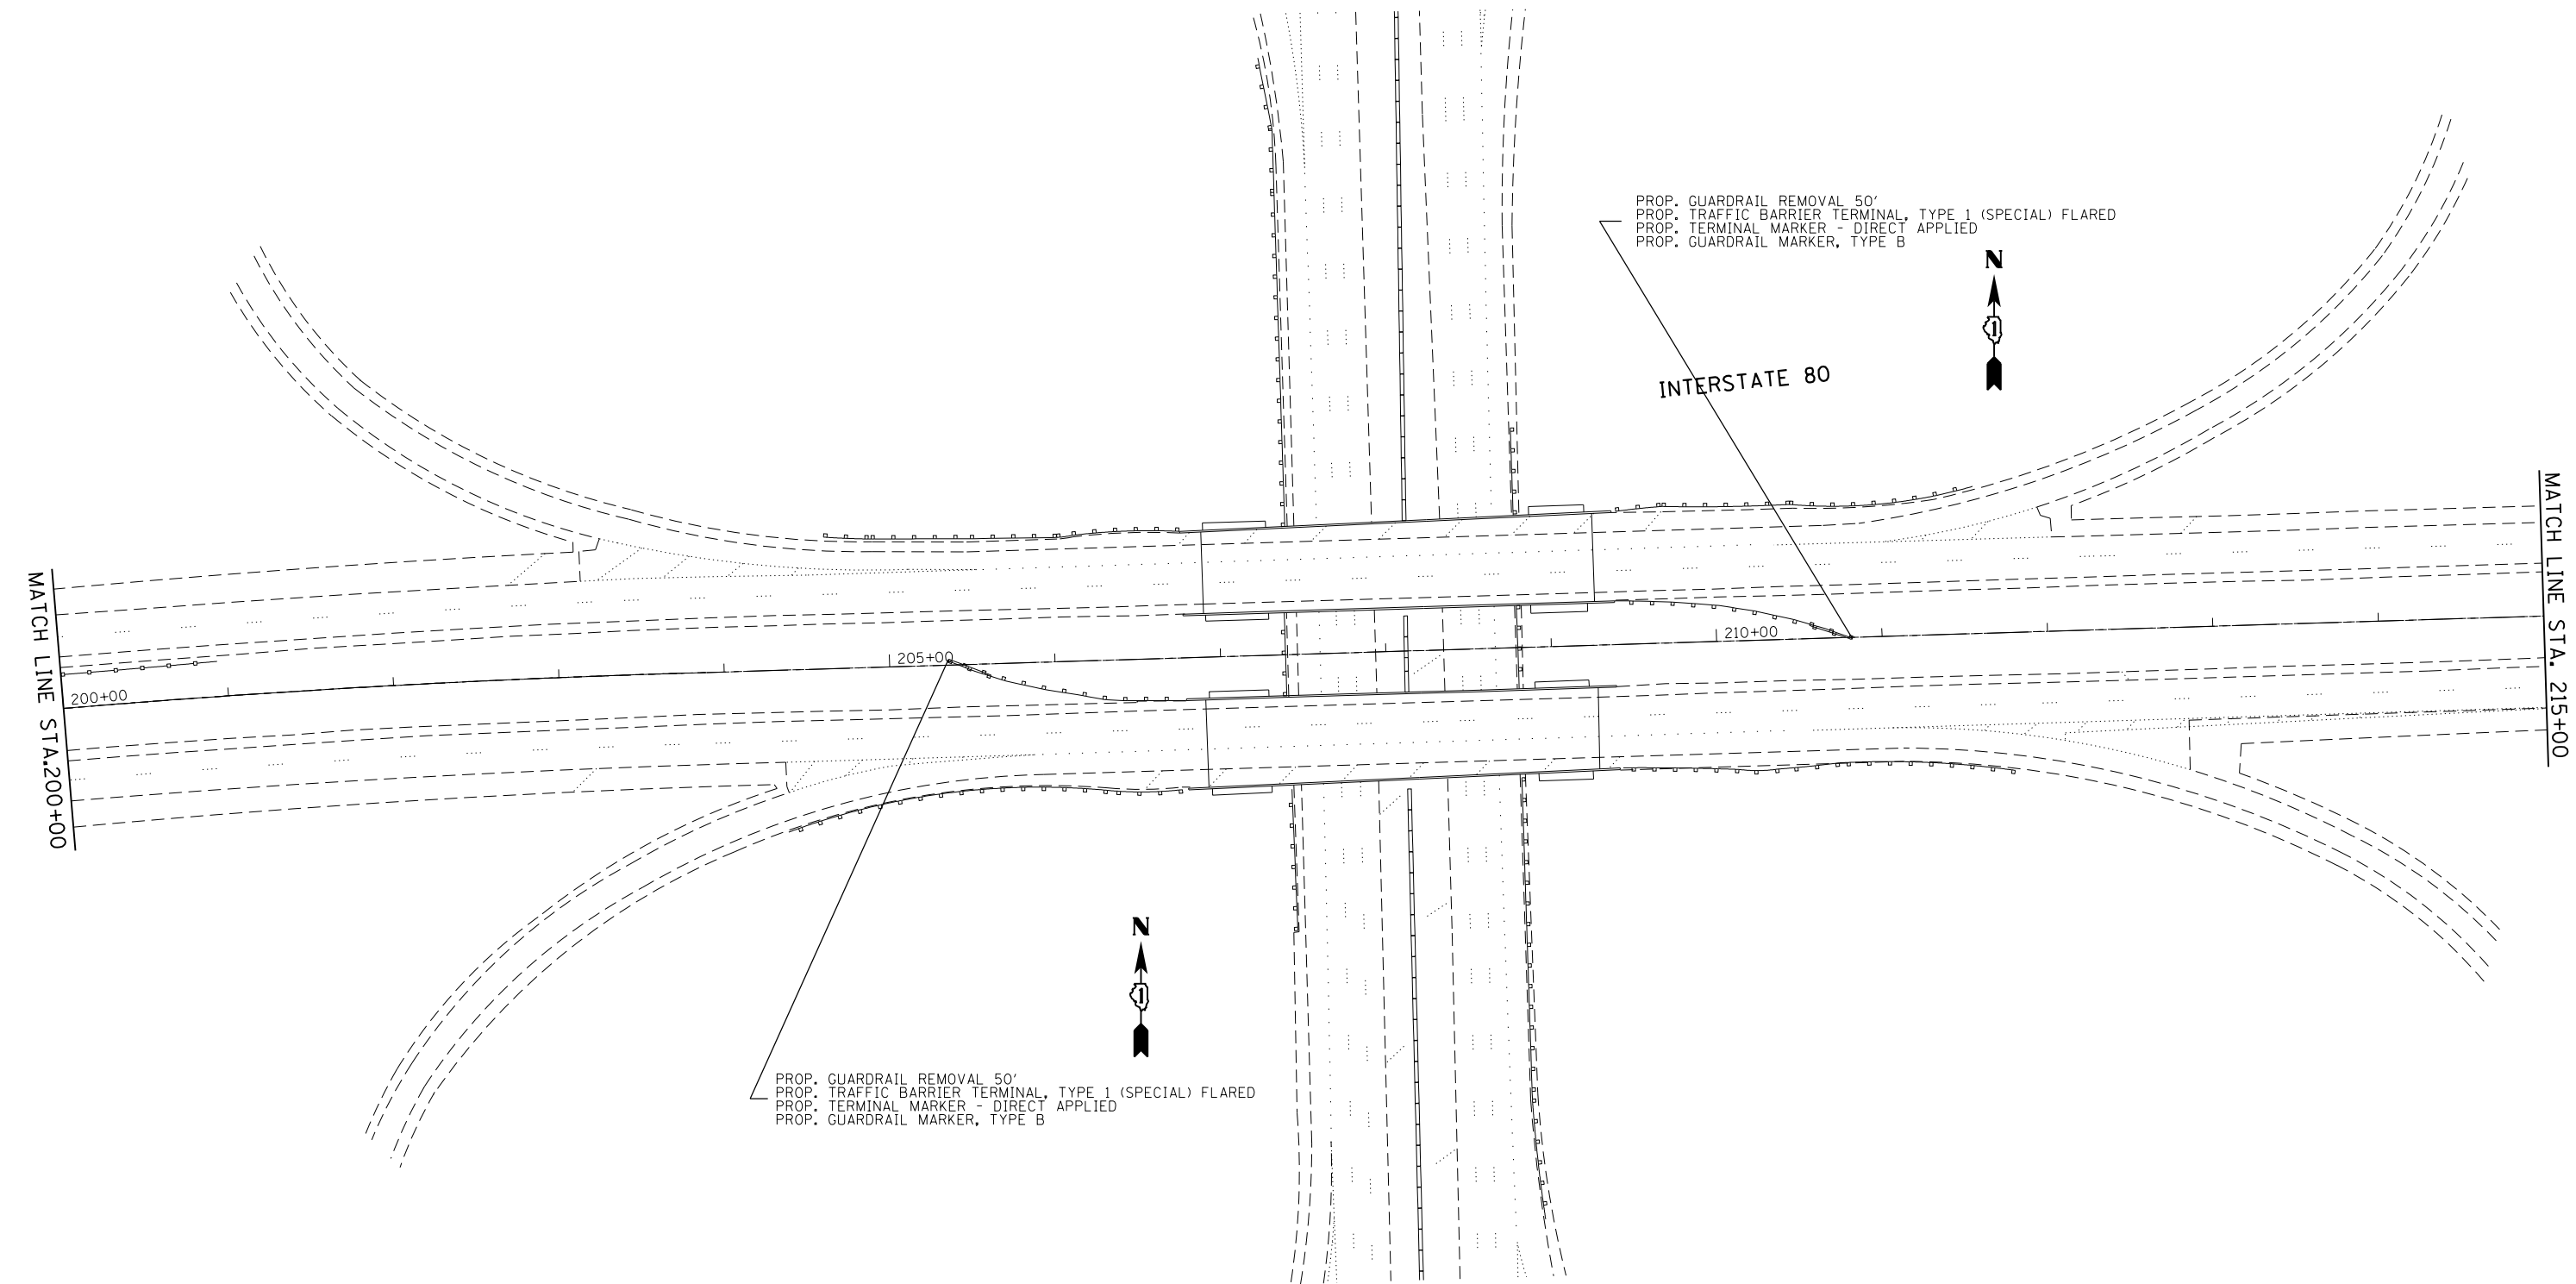 PROP. GUARDRAIL REMOVAL 50'
PROP. TRAFFIC BARRIER TERMINAL, TYPE 1 (SPECIAL) FLARED
PROP. TERMINAL MARKER - DIRECT APPLIED
PROP. GUARDRAIL MARKER, TYPE B
N
1
INTERSTATE 80
MATCH LINE STA. 215+00
MATCH LINE STA.200+00
210+00
205+00
200+00
N
1
PROP. GUARDRAIL REMOVAL 50'
PROP. TRAFFIC BARRIER TERMINAL, TYPE 1 (SPECIAL) FLARED
PROP. TERMINAL MARKER - DIRECT APPLIED
PROP. GUARDRAIL MARKER, TYPE B